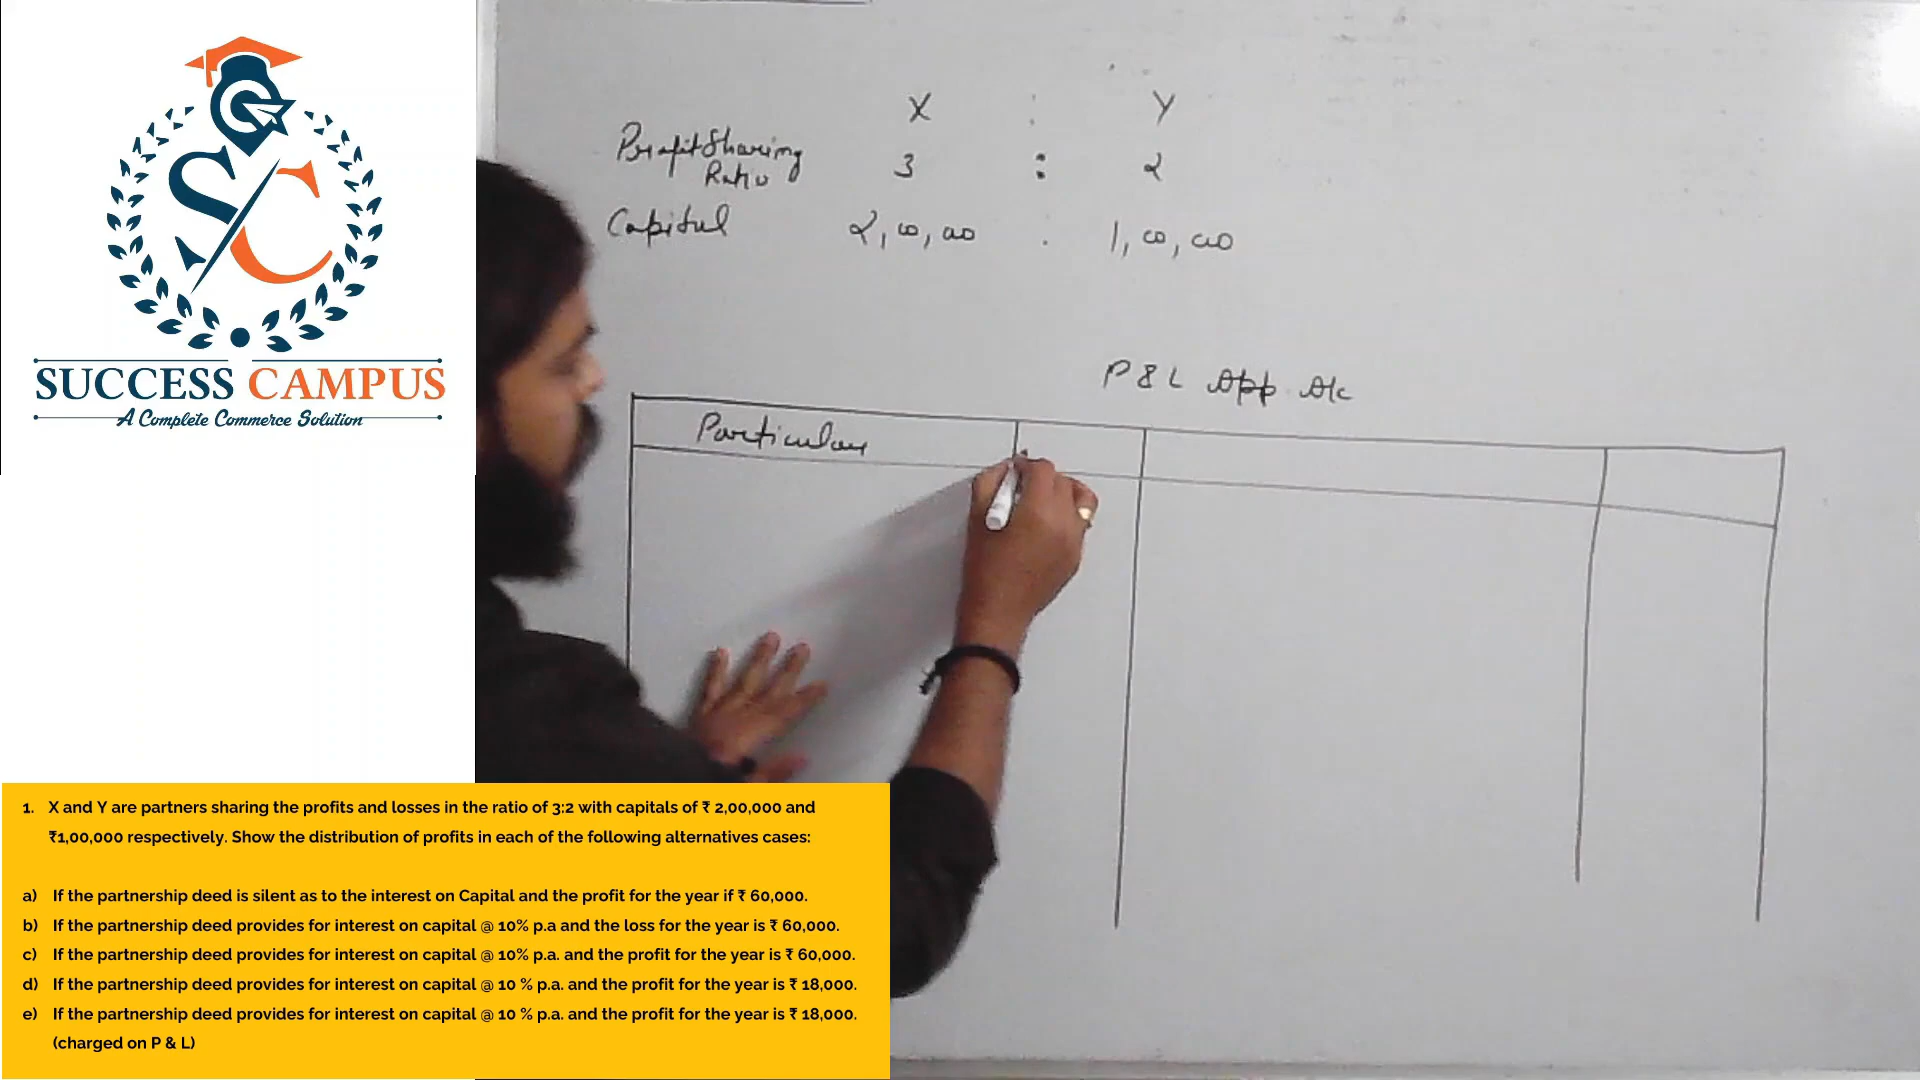 SUCCESS CAMPUS
A Complete Commerce Solution
X : Y
Profit Sharing
Ratio 3 : 2
Capital 2,00,000 : 1,00,000
P & L App A/c
Particular
1. X and Y are partners sharing the profits and losses in the ratio of 3:2 with capitals of ₹ 2,00,000 and
₹1,00,000 respectively. Show the distribution of profits in each of the following alternatives cases:
a) If the partnership deed is silent as to the interest on Capital and the profit for the year if ₹ 60,000.
b) If the partnership deed provides for interest on capital @ 10% p.a and the loss for the year is ₹ 60,000.
c) If the partnership deed provides for interest on capital @ 10% p.a. and the profit for the year is ₹ 60,000.
d) If the partnership deed provides for interest on capital @ 10 % p.a. and the profit for the year is ₹ 18,000.
e) If the partnership deed provides for interest on capital @ 10 % p.a. and the profit for the year is ₹ 18,000.
(charged on P & L)